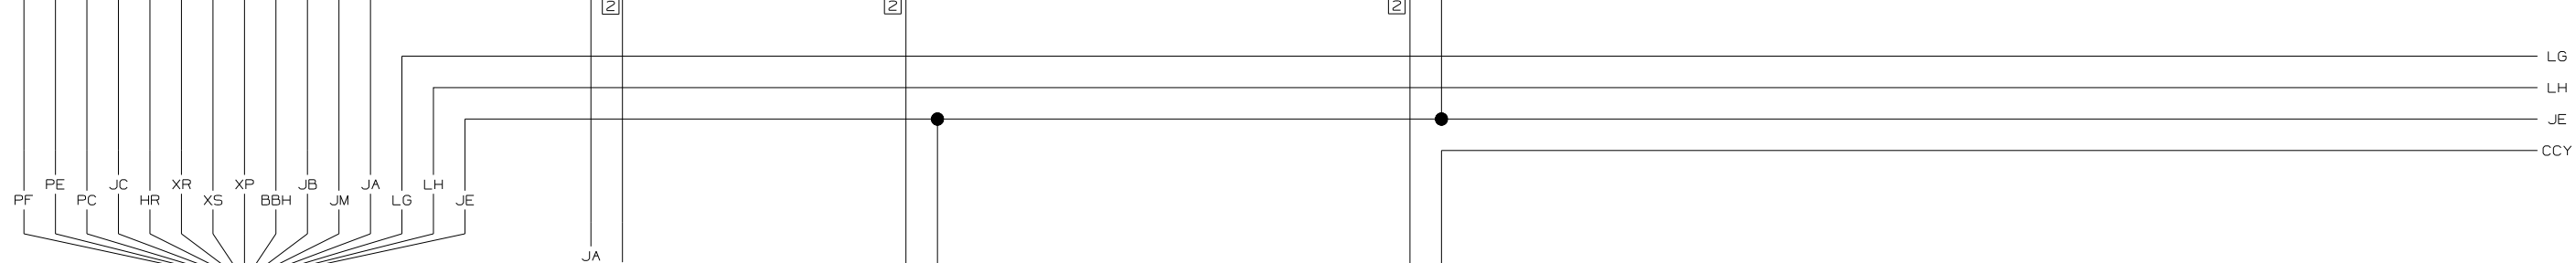 2 2 2
LG
LH
JE
CCY
PE JC XR XP JB JA LH
PF PC HR XS BBH JM LG JE
JA